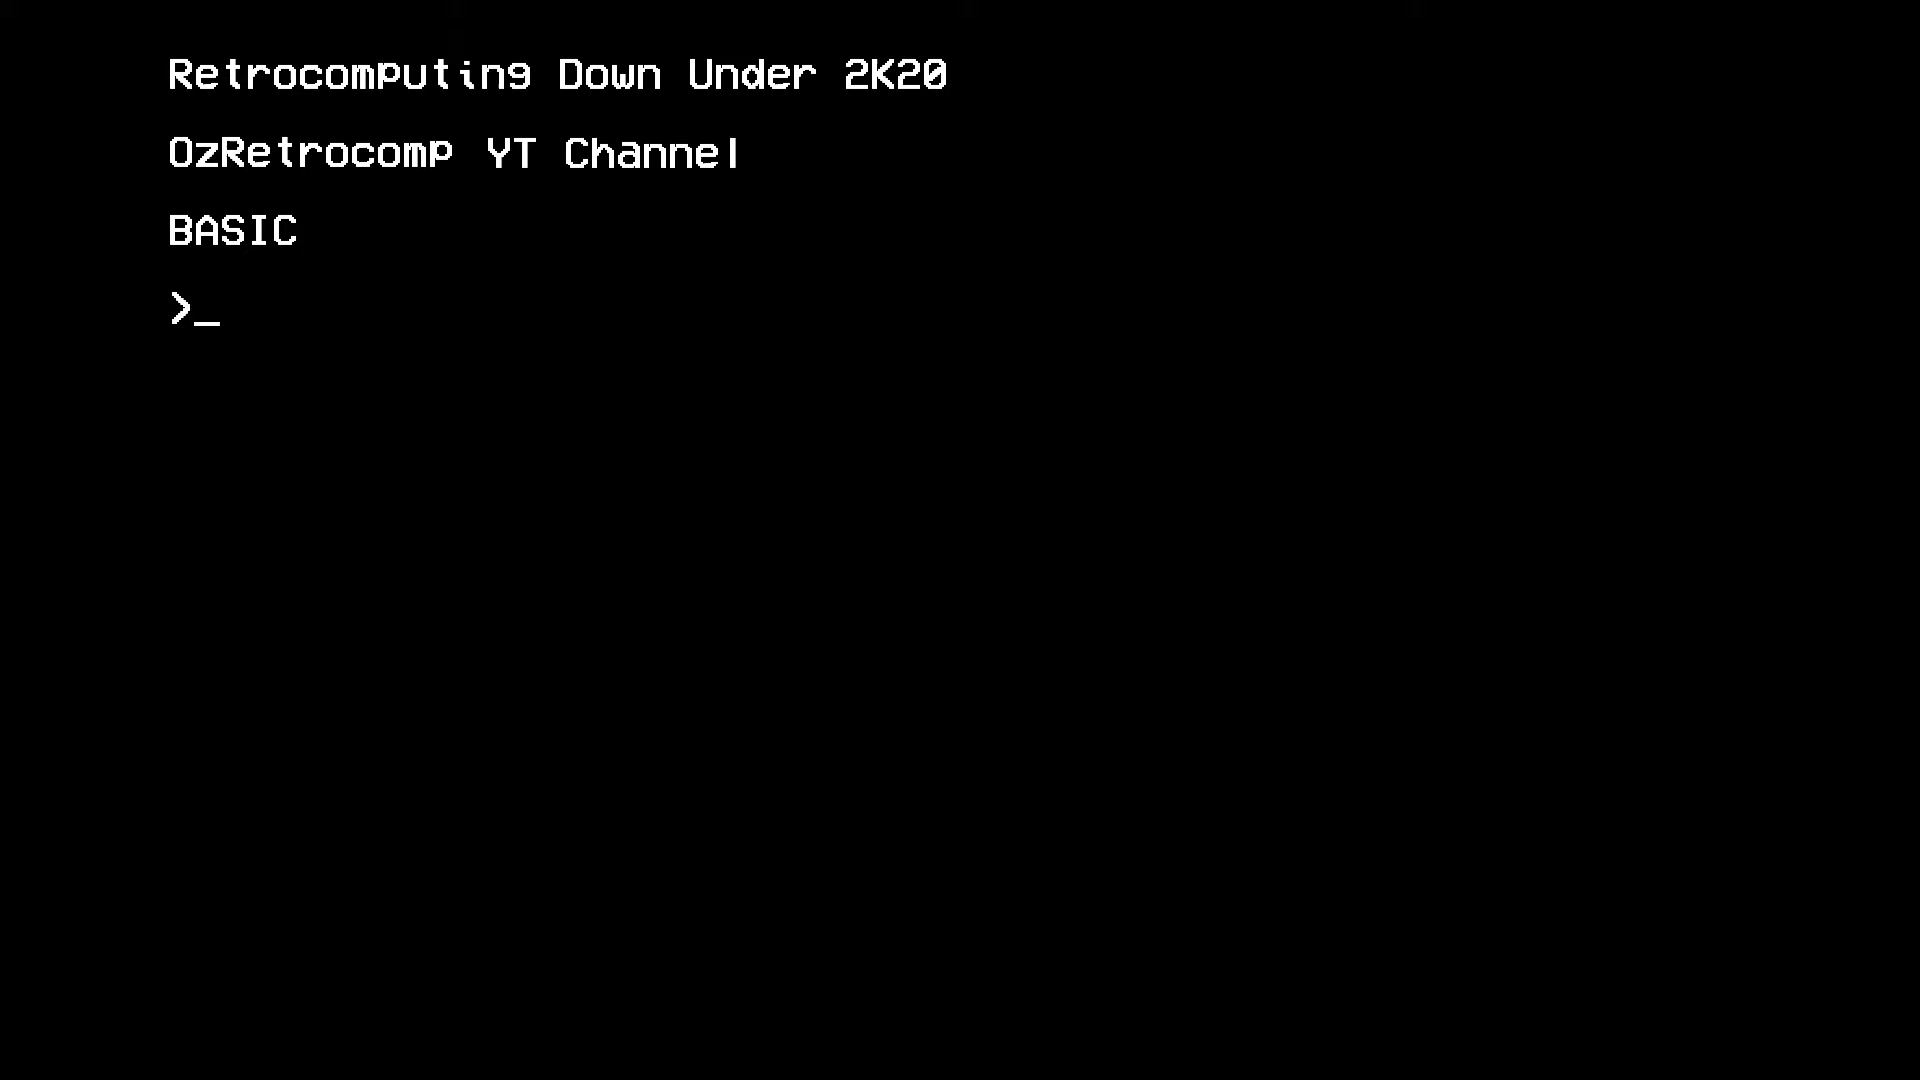 Retrocomputing Down Under 2K20
OzRetrocomp YT Channel
BASIC
>_